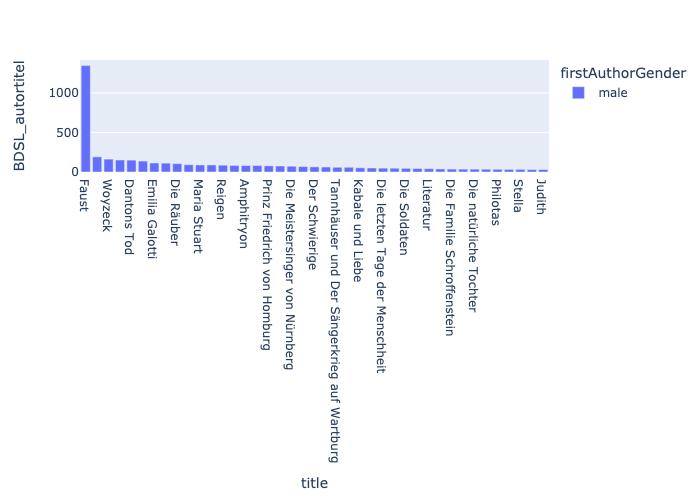 BDSL_autortitel
1000
500
0
firstAuthorGender
male
Faust
Woyzeck
Dantons Tod
Emilia Galotti
Die Räuber
Maria Stuart
Reigen
Amphitryon
Prinz Friedrich von Homburg
Die Meistersinger von Nürnberg
Der Schwierige
Tannhäuser und Der Sängerkrieg auf Wartburg
Kabale und Liebe
Die letzten Tage der Menschheit
Die Soldaten
Literatur
Die Familie Schroffenstein
Die natürliche Tochter
Philotas
Stella
Judith
title